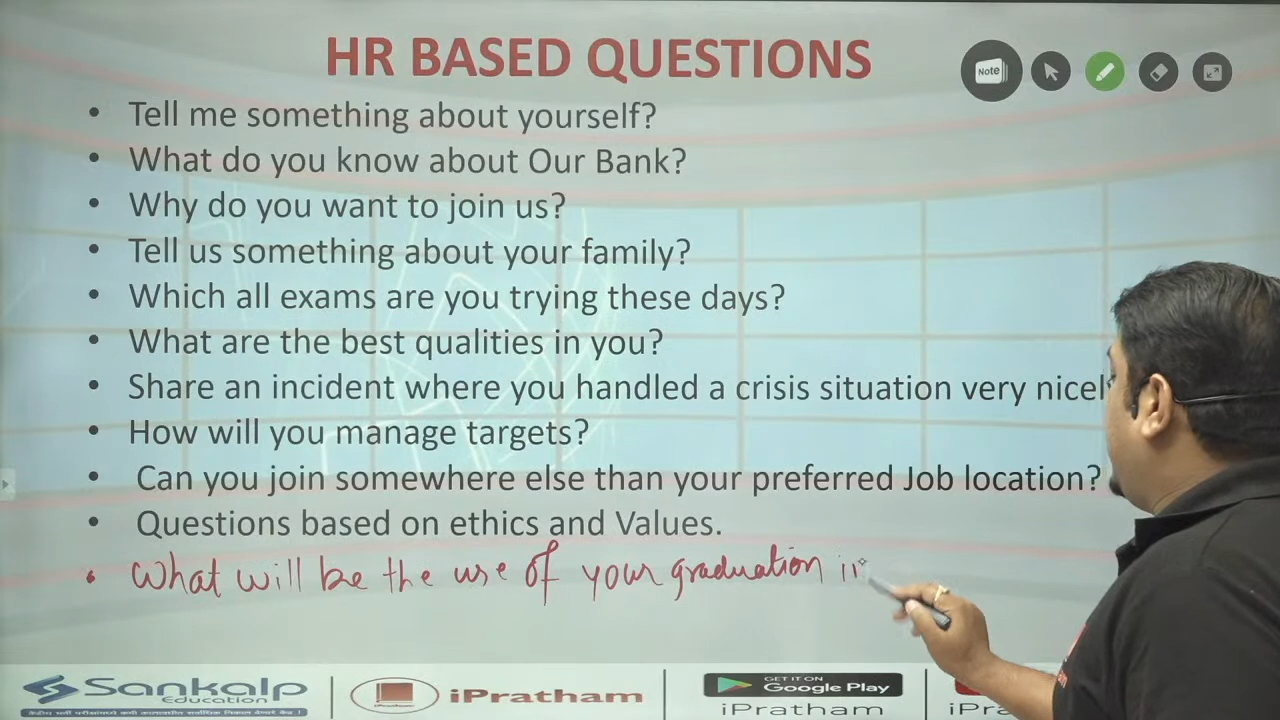 HR BASED QUESTIONS
Note
• Tell me something about yourself?
• What do you know about Our Bank?
• Why do you want to join us?
• Tell us something about your family?
• Which all exams are you trying these days?
• What are the best qualities in you?
• Share an incident where you handled a crisis situation very nicel
• How will you manage targets?
• Can you join somewhere else than your preferred Job location?
• Questions based on ethics and Values.
• What will be the use of your graduation in
Sankalp
Education
iPratham
GET IT ON
Google Play
iPratham
iPra